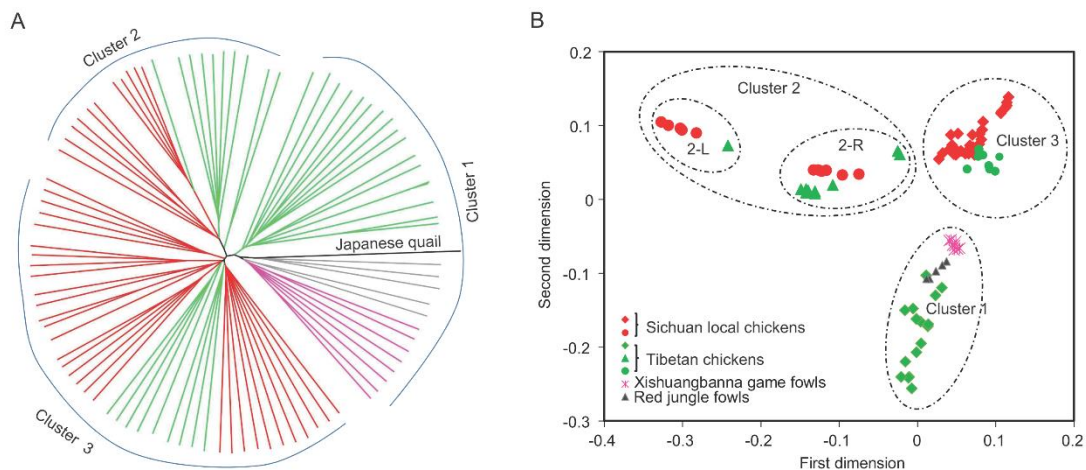 A
Cluster 2
Cluster 1
Japanese quail
Cluster 3
B
0.2
0.1
0
-0.1
-0.2
-0.3
Second dimension
Cluster 2
2-L
2-R
Cluster 3
Cluster 1
Sichuan local chickens
Tibetan chickens
Xishuangbanna game fowls
Red jungle fowls
-0.4 -0.3 -0.2 -0.1 0 0.1 0.2
First dimension